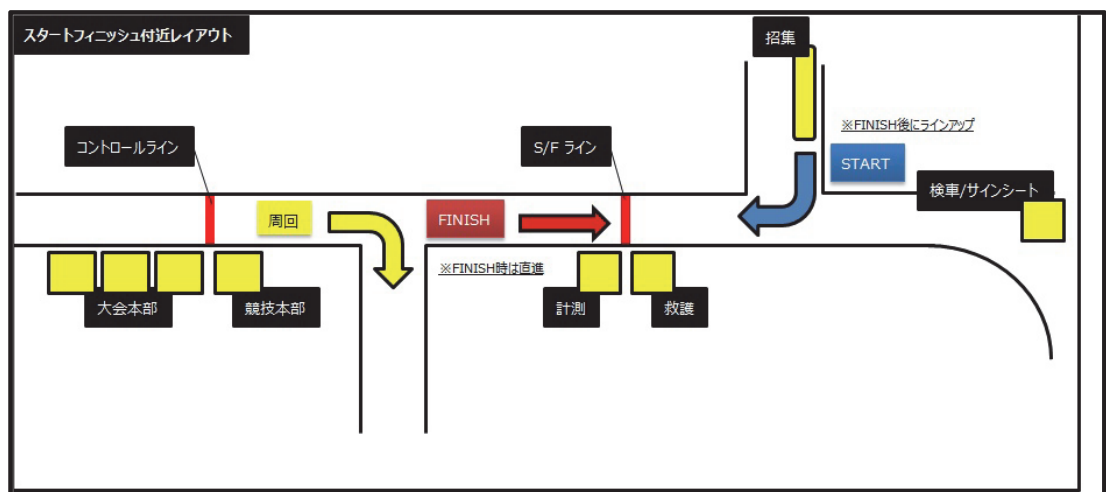 スタートフィニッシュ付近レイアウト
招集
※FINISH後にラインアップ
コントロールライン
S/F ライン
START
検車/サインシート
周回
FINISH
※FINISH時は直進
大会本部
競技本部
計測
救護